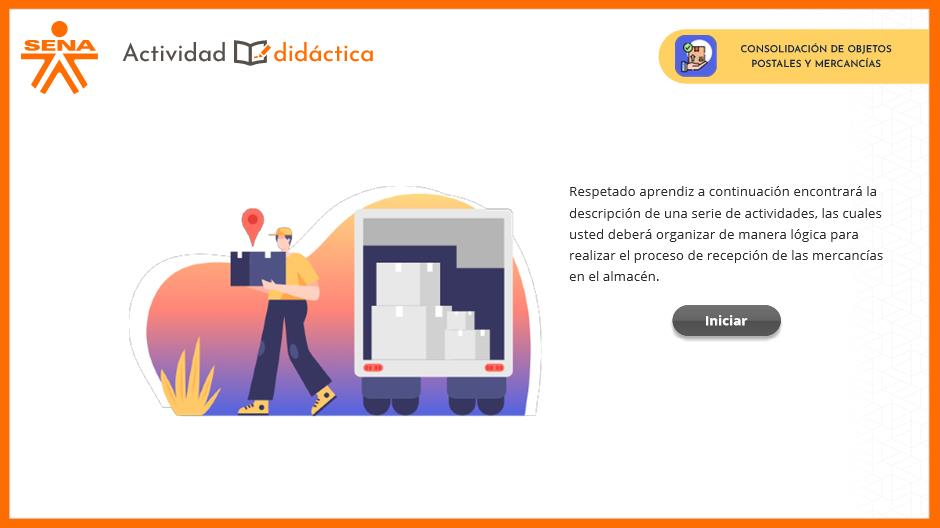 SENA
Actividad didáctica
CONSOLIDACIÓN DE OBJETOS
POSTALES Y MERCANCÍAS
Respetado aprendiz a continuación encontrará la
descripción de una serie de actividades, las cuales
usted deberá organizar de manera lógica para
realizar el proceso de recepción de las mercancías
en el almacén.
Iniciar